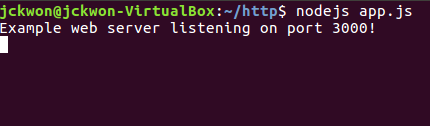 jckwon@jckwon-VirtualBox:~/http$ nodejs app.js
Example web server listening on port 3000!